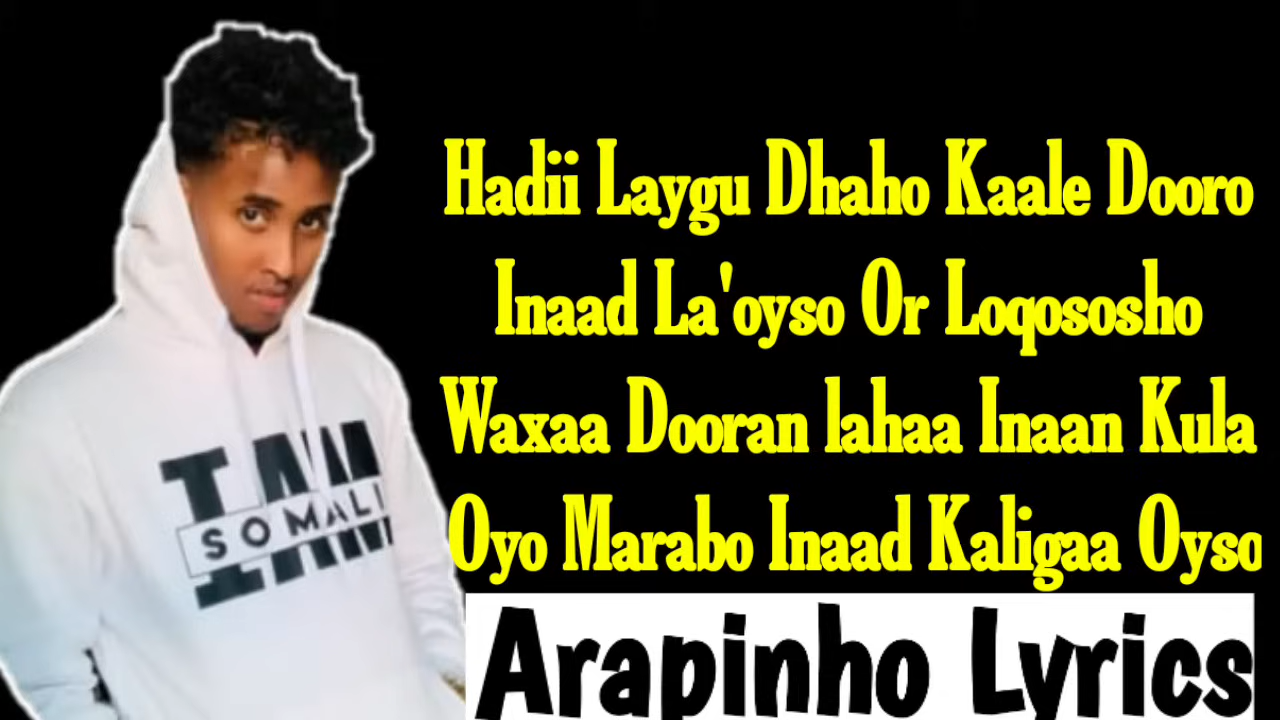 Hadii Laygu Dhaho Kaale Dooro
Inaad La'oyso Or Loqososho
Waxaa Dooran lahaa Inaan Kula
Oyo Marabo Inaad Kaligaa Oyso
Arapinho Lyrics
I AM
SOMALI